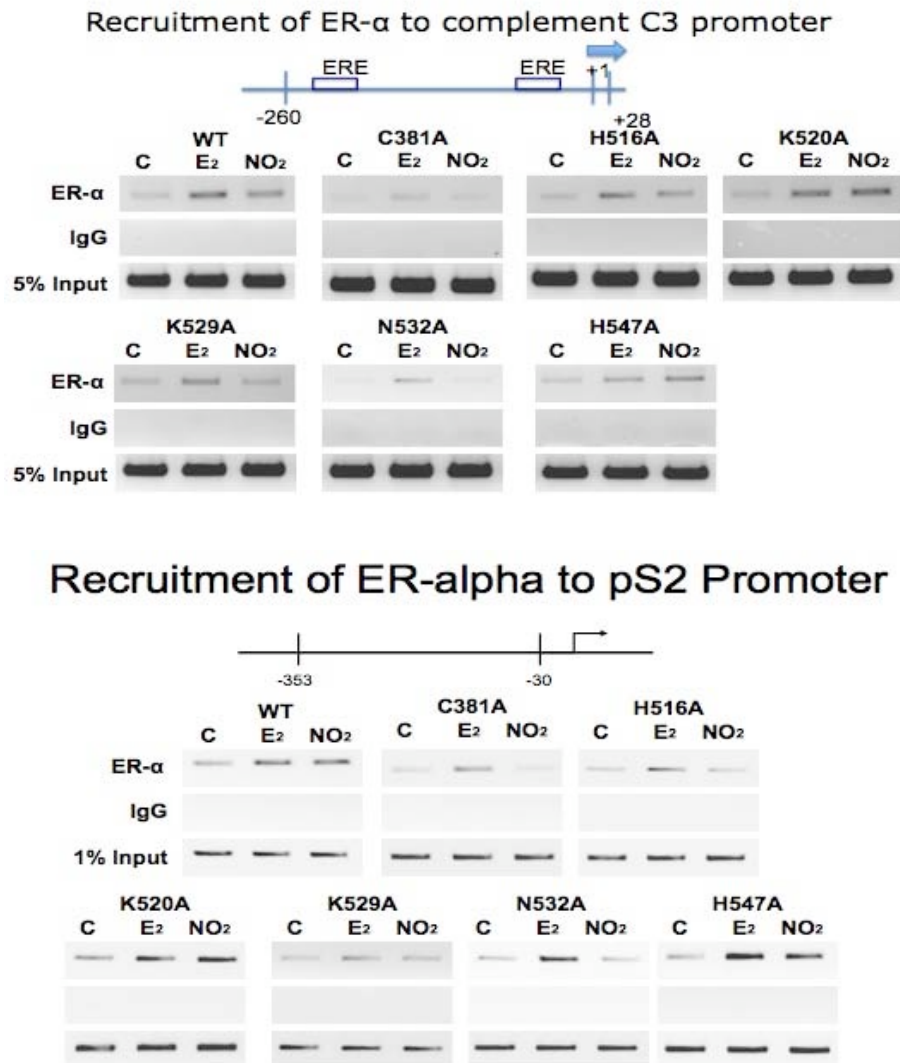 Recruitment of ER-α to complement C3 promoter
ERE ERE +1
-260 +28
WT C381A H516A K520A
C E₂ NO₂ C E₂ NO₂ C E₂ NO₂ C E₂ NO₂
ER-α
IgG
5% Input
K529A N532A H547A
C E₂ NO₂ C E₂ NO₂ C E₂ NO₂
ER-α
IgG
5% Input
Recruitment of ER-alpha to pS2 Promoter
-353 -30
WT C381A H516A
C E₂ NO₂ C E₂ NO₂ C E₂ NO₂
ER-α
IgG
1% Input
K520A K529A N532A H547A
C E₂ NO₂ C E₂ NO₂ C E₂ NO₂ C E₂ NO₂